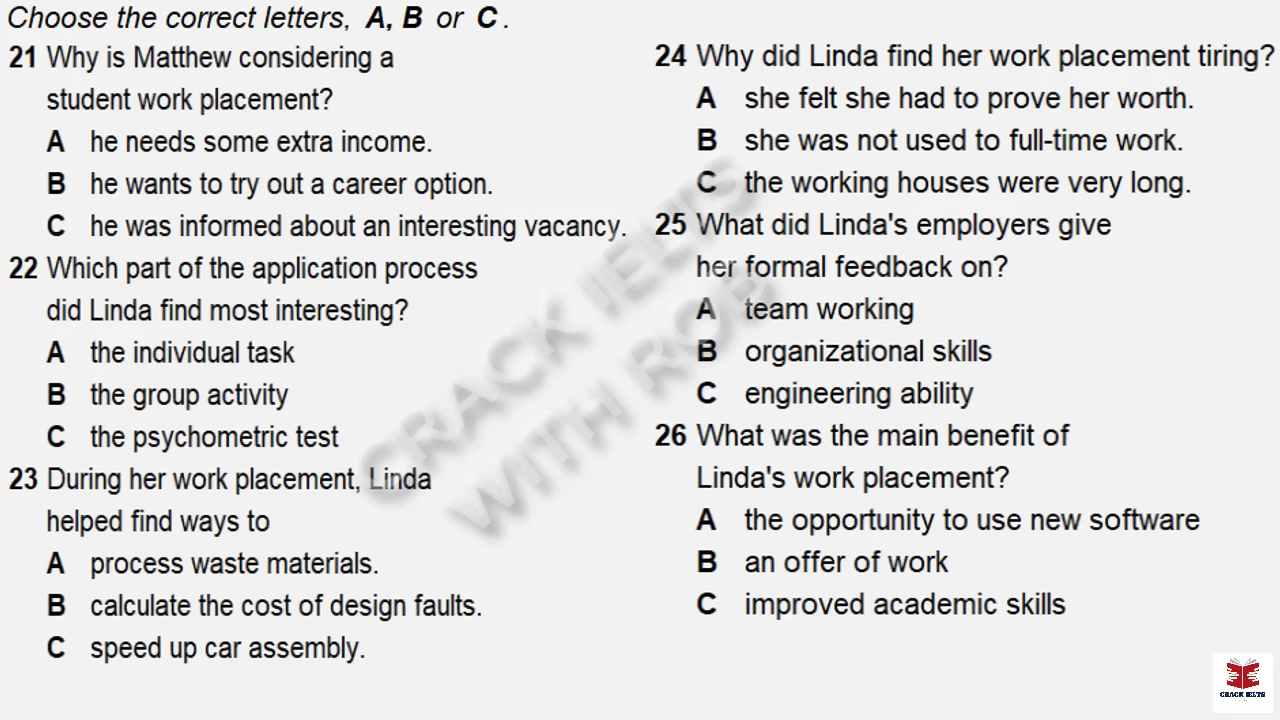 Choose the correct letters, A, B or C.
21 Why is Matthew considering a
student work placement?
A he needs some extra income.
B he wants to try out a career option.
C he was informed about an interesting vacancy.
22 Which part of the application process
did Linda find most interesting?
A the individual task
B the group activity
C the psychometric test
23 During her work placement, Linda
helped find ways to
A process waste materials.
B calculate the cost of design faults.
C speed up car assembly.
24 Why did Linda find her work placement tiring?
A she felt she had to prove her worth.
B she was not used to full-time work.
C the working houses were very long.
25 What did Linda's employers give
her formal feedback on?
A team working
B organizational skills
C engineering ability
26 What was the main benefit of
Linda's work placement?
A the opportunity to use new software
B an offer of work
C improved academic skills
CRACK IELTS
WITH ROB
CRACK IELTS